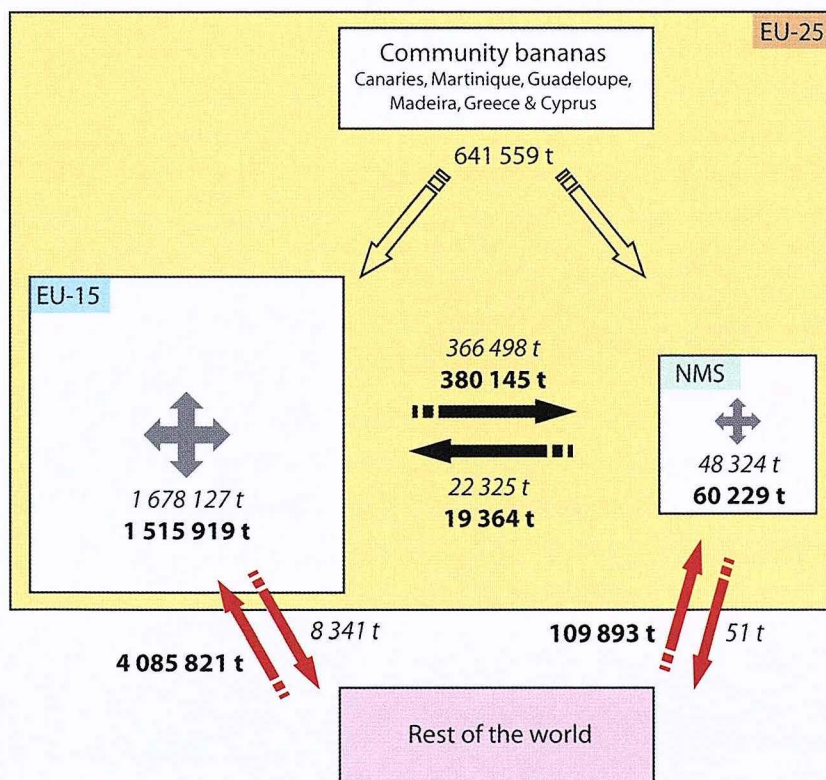 EU-25
Community bananas
Canaries, Martinique, Guadeloupe,
Madeira, Greece & Cyprus
641 559 t
EU-15
366 498 t
380 145 t
NMS
1 678 127 t
1 515 919 t
22 325 t
19 364 t
48 324 t
60 229 t
4 085 821 t
8 341 t
109 893 t
51 t
Rest of the world